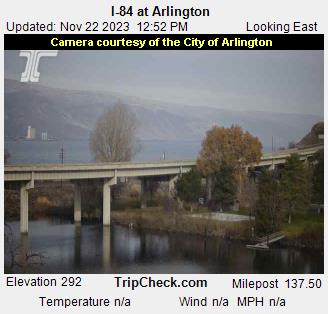 I-84 at Arlington
Updated: Nov 22 2023 12:52 PM Looking East
Camera courtesy of the City of Arlington
Elevation 292 TripCheck.com Milepost 137.50
Temperature n/a Wind n/a MPH n/a